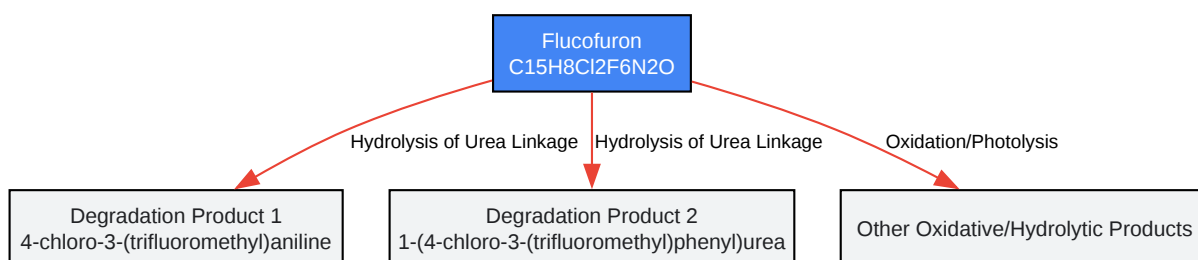 Flucofuron
C15H8Cl2F6N2O
Hydrolysis of Urea Linkage
Hydrolysis of Urea Linkage
Oxidation/Photolysis
Degradation Product 1
4-chloro-3-(trifluoromethyl)aniline
Degradation Product 2
1-(4-chloro-3-(trifluoromethyl)phenyl)urea
Other Oxidative/Hydrolytic Products